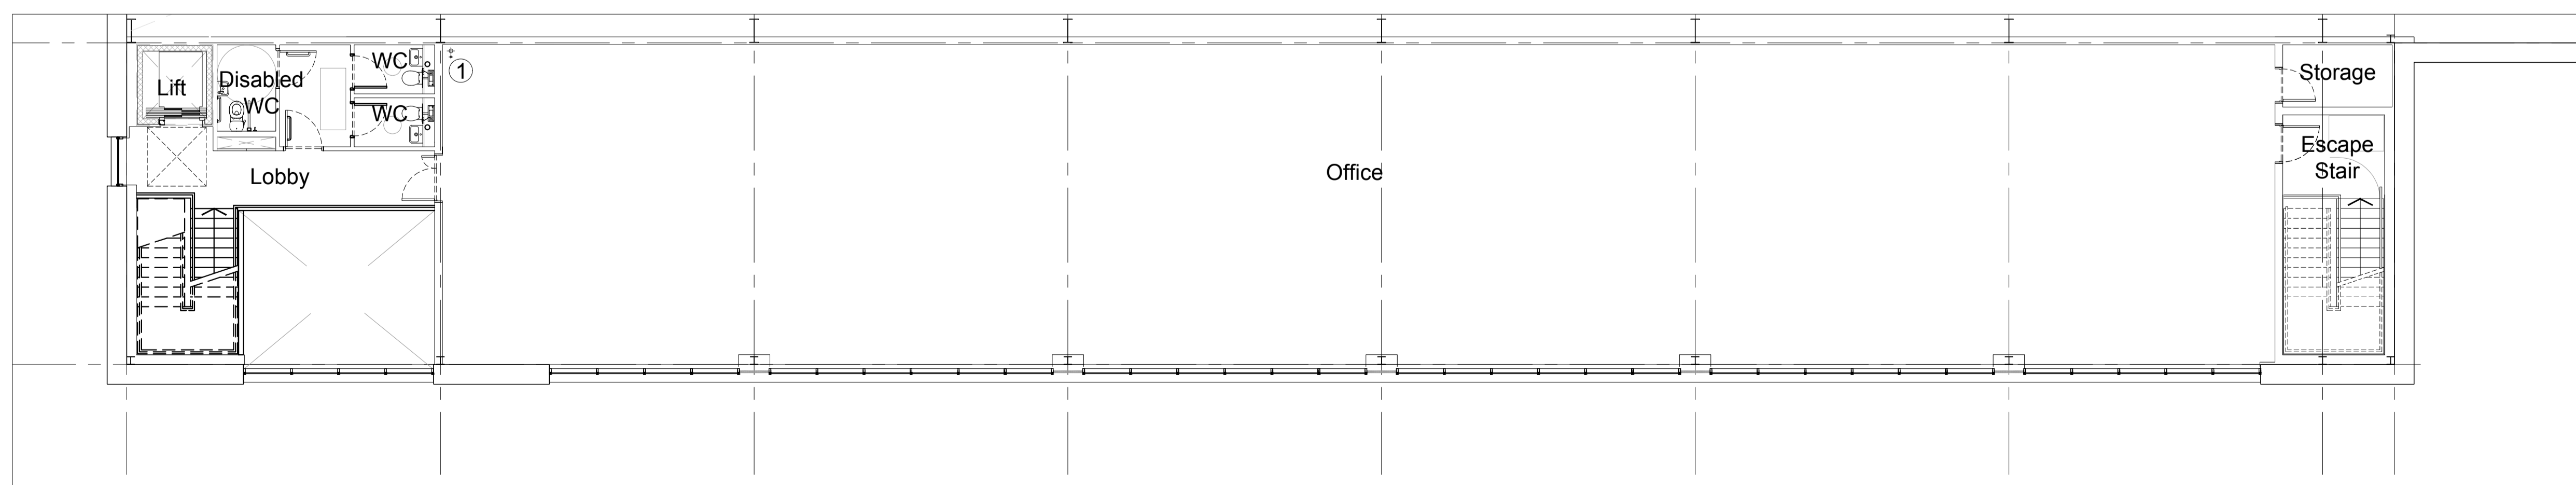 Lift
Disabled
WC
WC
WC
1
Lobby
Office
Storage
Escape
Stair